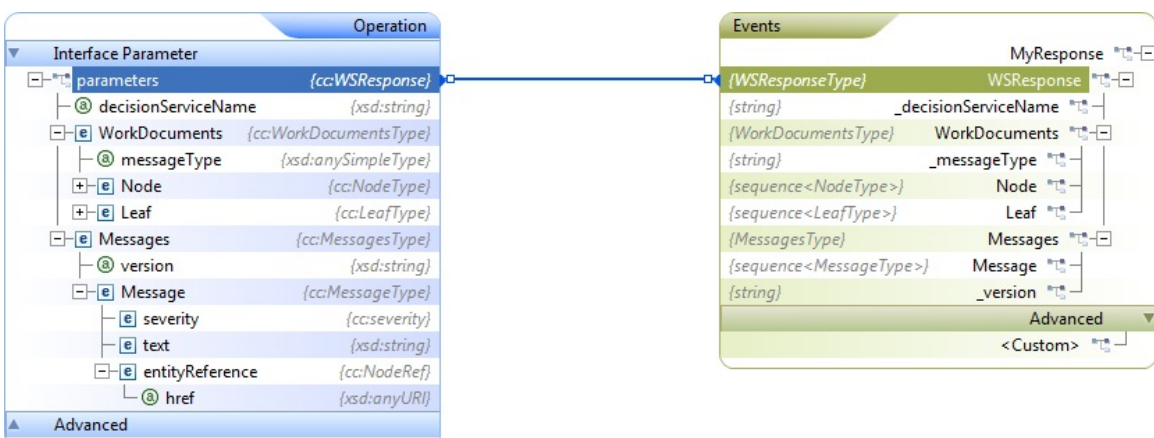 Operation
Interface Parameter
parameters {cc:WSResponse}
decisionServiceName {xsd:string}
WorkDocuments {cc:WorkDocumentsType}
messageType {xsd:anySimpleType}
Node {cc:NodeType}
Leaf {cc:LeafType}
Messages {cc:MessagesType}
version {xsd:string}
Message {cc:MessageType}
severity {cc:severity}
text {xsd:string}
entityReference {cc:NodeRef}
href {xsd:anyURI}
Advanced
Events
MyResponse
{WSResponseType} WSResponse
{string} _decisionServiceName
{WorkDocumentsType} WorkDocuments
{string} _messageType
{sequence<NodeType>} Node
{sequence<LeafType>} Leaf
{MessagesType} Messages
{sequence<MessageType>} Message
{string} _version
Advanced
<Custom>